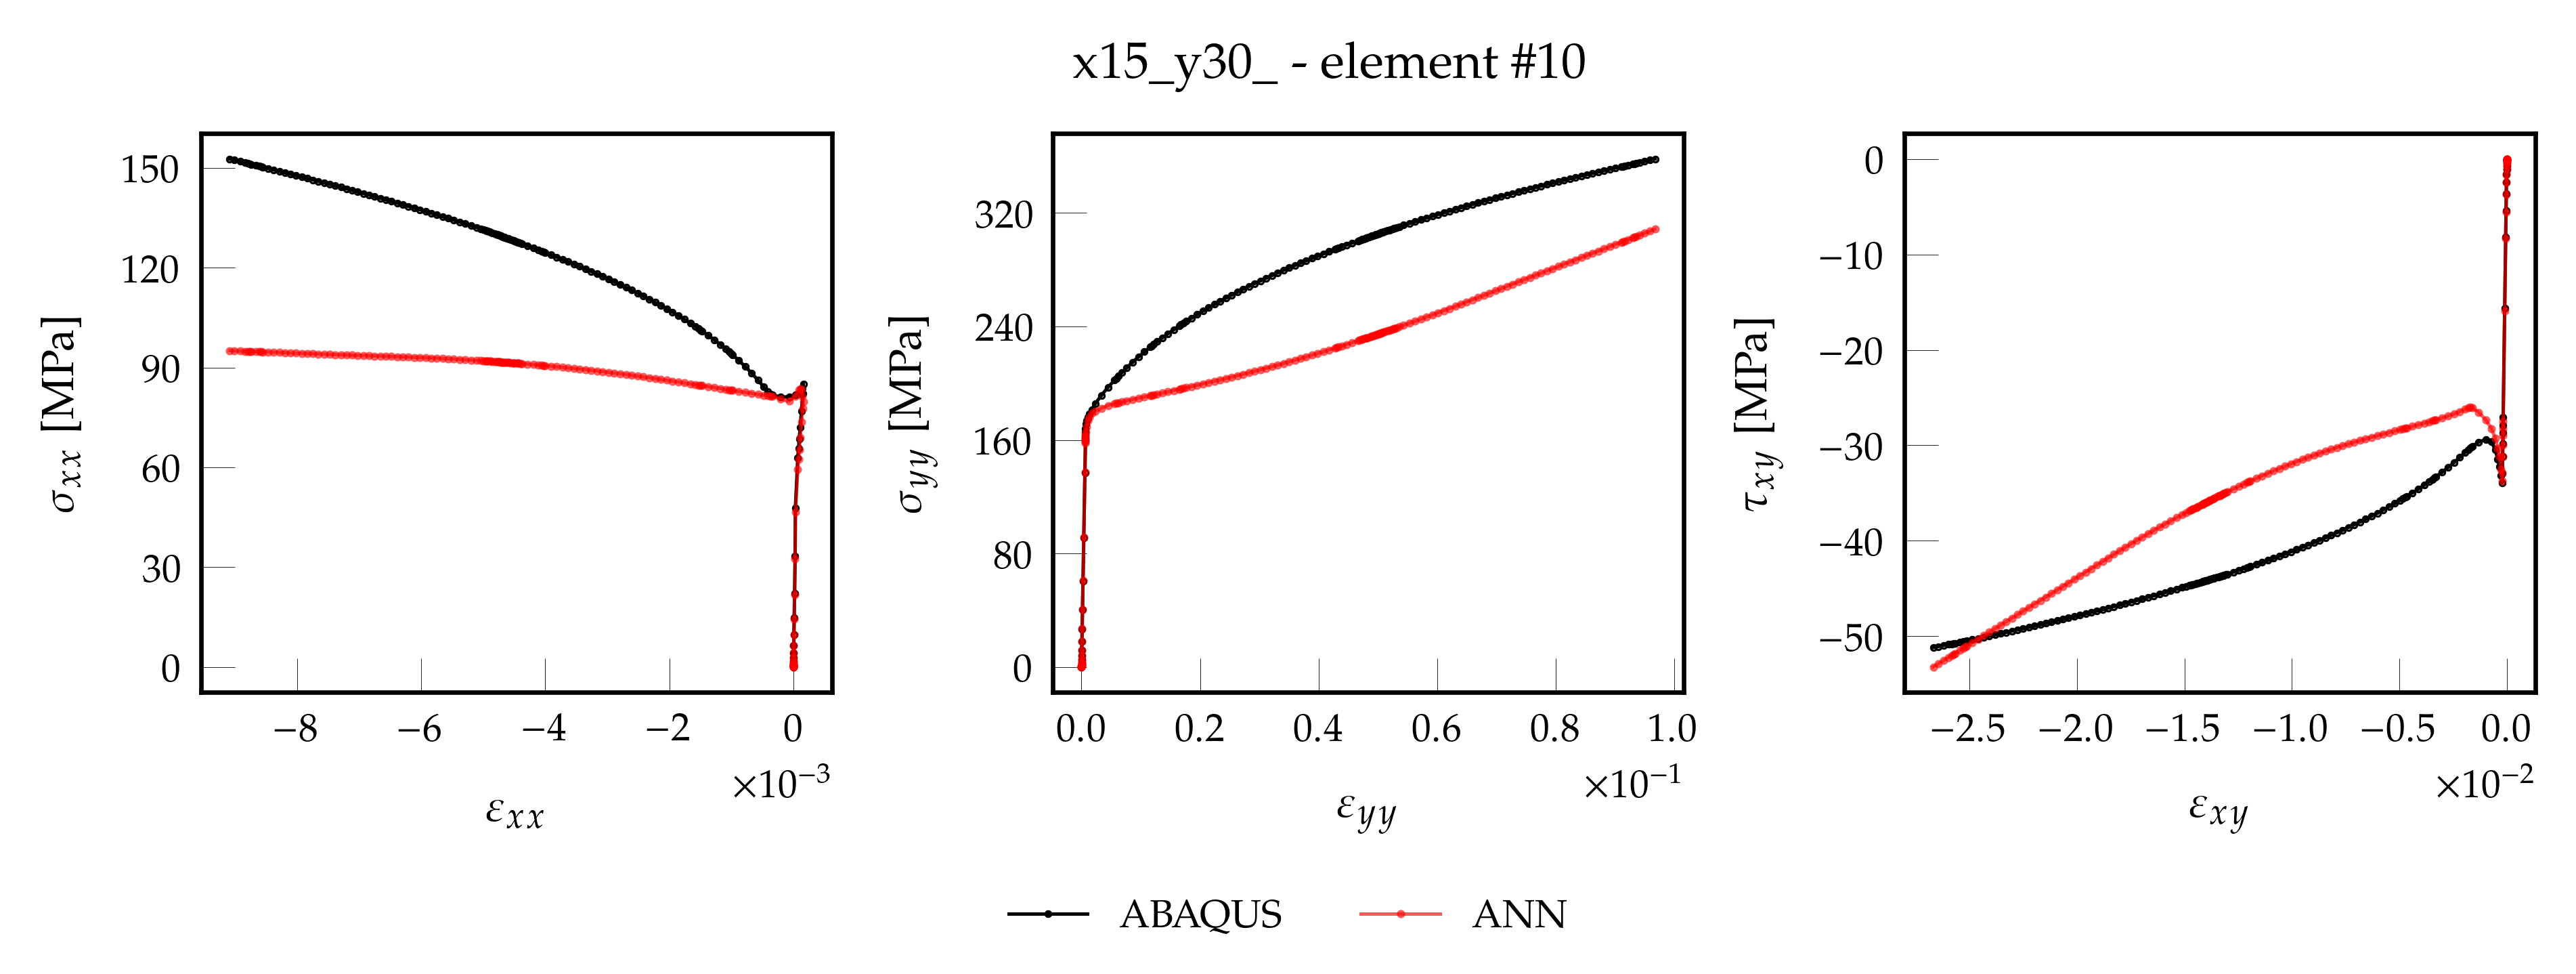 x15_y30_ - element #10
150
120
90
60
30
0
σxx [MPa]
−8 −6 −4 −2 0
×10−3
εxx
320
240
160
80
0
σyy [MPa]
0.0 0.2 0.4 0.6 0.8 1.0
×10−1
εyy
0
−10
−20
−30
−40
−50
τxy [MPa]
−2.5 −2.0 −1.5 −1.0 −0.5 0.0
×10−2
εxy
ABAQUS ANN